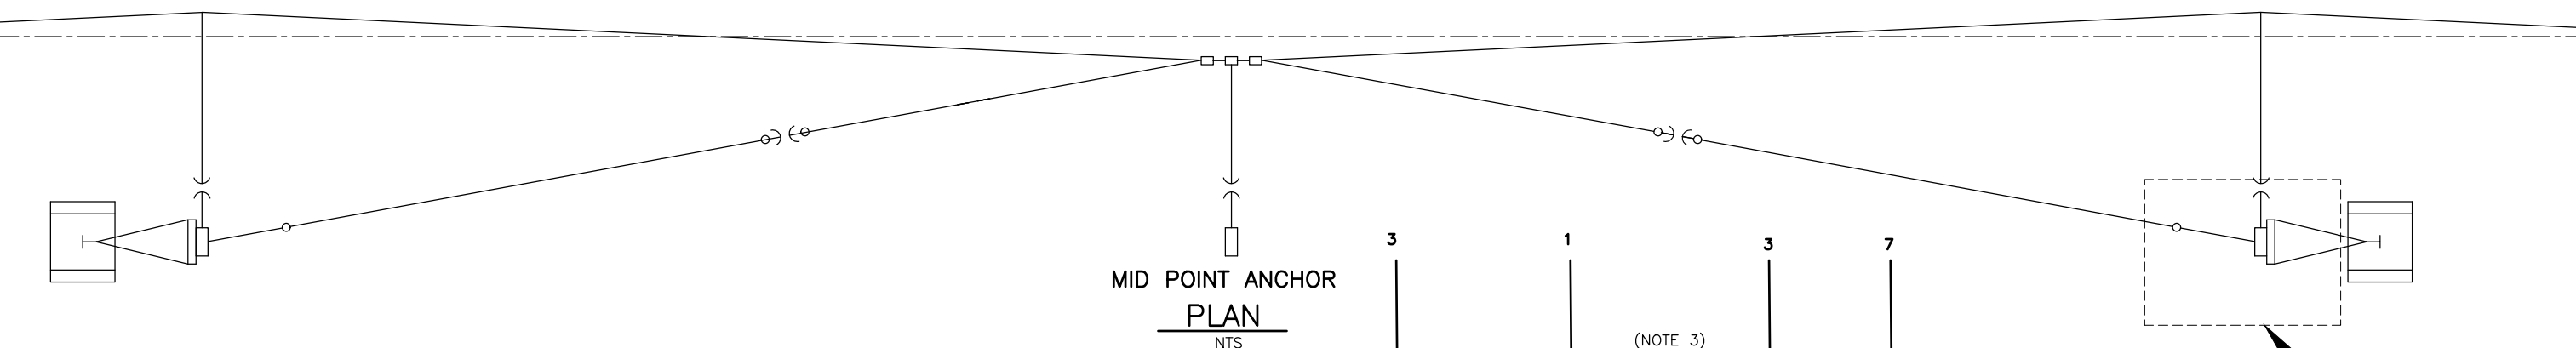 3
1
3
7
MID POINT ANCHOR
PLAN
NTS
(NOTE 3)